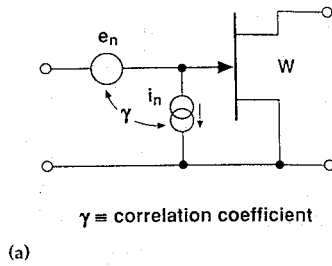 eₙ
W
iₙ
γ
γ ≡ correlation coefficient
(a)